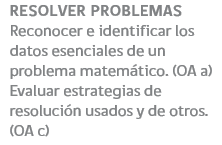 RESOLVER PROBLEMAS
Reconocer e identificar los
datos esenciales de un
problema matemático. (OA a)
Evaluar estrategias de
resolución usados y de otros.
(OA c)